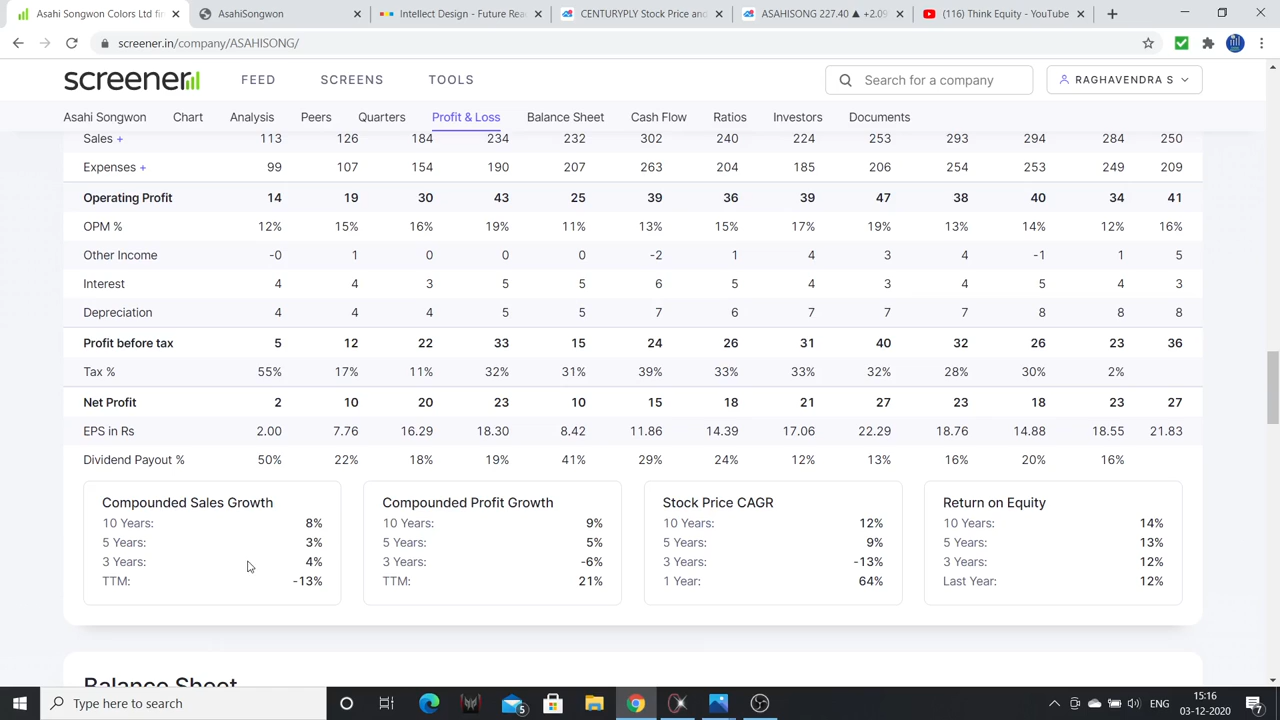 Asahi Songwon Colors Ltd fin
AsahiSongwon
Intellect Design - Future Rea
CENTURYPLY Stock Price and
ASAHISONG 227.40 ▲ +2.09
(116) Think Equity - YouTube
screener.in/company/ASAHISONG/
screener
FEED SCREENS TOOLS
Search for a company
RAGHAVENDRA S
Asahi Songwon Chart Analysis Peers Quarters Profit & Loss Balance Sheet Cash Flow Ratios Investors Documents
Sales + 113 126 184 234 232 302 240 224 253 293 294 284 250
Expenses + 99 107 154 190 207 263 204 185 206 254 253 249 209
Operating Profit 14 19 30 43 25 39 36 39 47 38 40 34 41
OPM % 12% 15% 16% 19% 11% 13% 15% 17% 19% 13% 14% 12% 16%
Other Income -0 1 0 0 0 -2 1 4 3 4 -1 1 5
Interest 4 4 3 5 5 6 5 4 3 4 5 4 3
Depreciation 4 4 4 5 5 7 6 7 7 7 8 8 8
Profit before tax 5 12 22 33 15 24 26 31 40 32 26 23 36
Tax % 55% 17% 11% 32% 31% 39% 33% 33% 32% 28% 30% 2%
Net Profit 2 10 20 23 10 15 18 21 27 23 18 23 27
EPS in Rs 2.00 7.76 16.29 18.30 8.42 11.86 14.39 17.06 22.29 18.76 14.88 18.55 21.83
Dividend Payout % 50% 22% 18% 19% 41% 29% 24% 12% 13% 16% 20% 16%
Compounded Sales Growth
10 Years: 8%
5 Years: 3%
3 Years: 4%
TTM: -13%
Compounded Profit Growth
10 Years: 9%
5 Years: 5%
3 Years: -6%
TTM: 21%
Stock Price CAGR
10 Years: 12%
5 Years: 9%
3 Years: -13%
1 Year: 64%
Return on Equity
10 Years: 14%
5 Years: 13%
3 Years: 12%
Last Year: 12%
Balance Sheet
Type here to search
5
ENG
15:16
03-12-2020
7